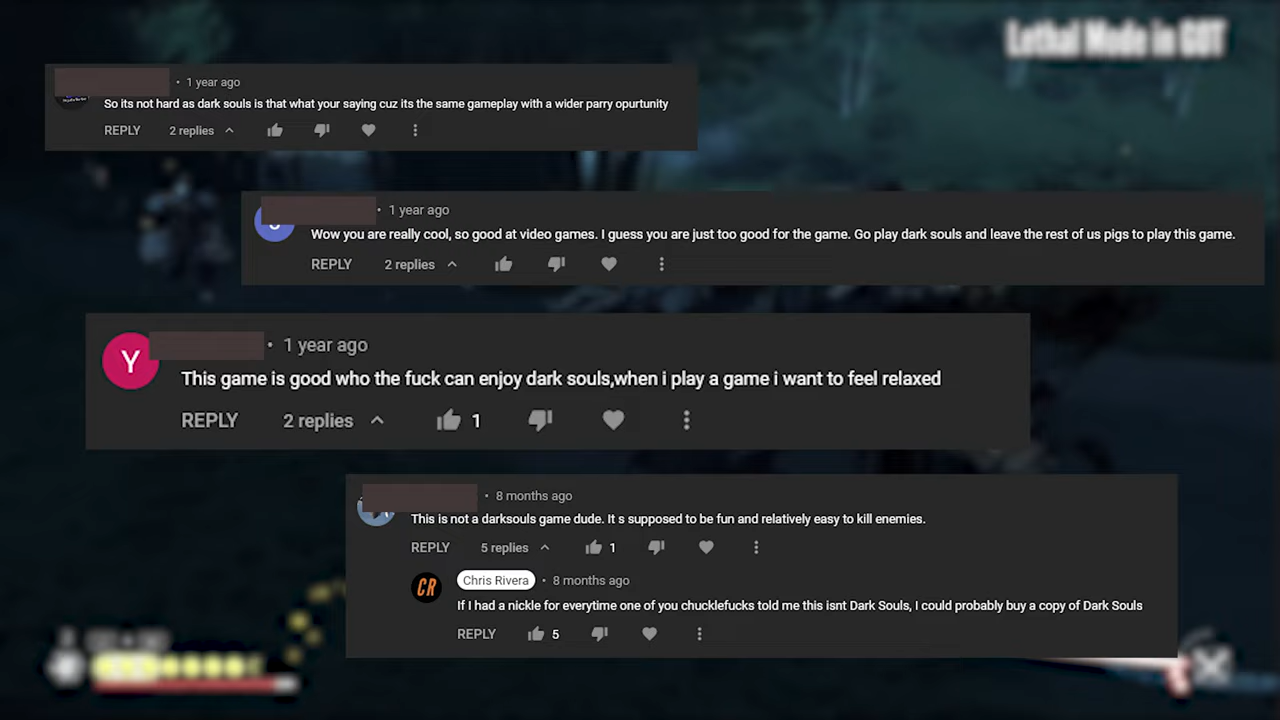 Lethal Mode in GOT
1 year ago
So its not hard as dark souls is that what your saying cuz its the same gameplay with a wider parry opurtunity
REPLY 2 replies
• 1 year ago
Wow you are really cool, so good at video games. I guess you are just too good for the game. Go play dark souls and leave the rest of us pigs to play this game.
REPLY 2 replies
Y • 1 year ago
This game is good who the fuck can enjoy dark souls,when i play a game i want to feel relaxed
REPLY 2 replies 1
• 8 months ago
This is not a darksouls game dude. It s supposed to be fun and relatively easy to kill enemies.
REPLY 5 replies 1
CR Chris Rivera • 8 months ago
If I had a nickle for everytime one of you chucklefucks told me this isnt Dark Souls, I could probably buy a copy of Dark Souls
REPLY 5